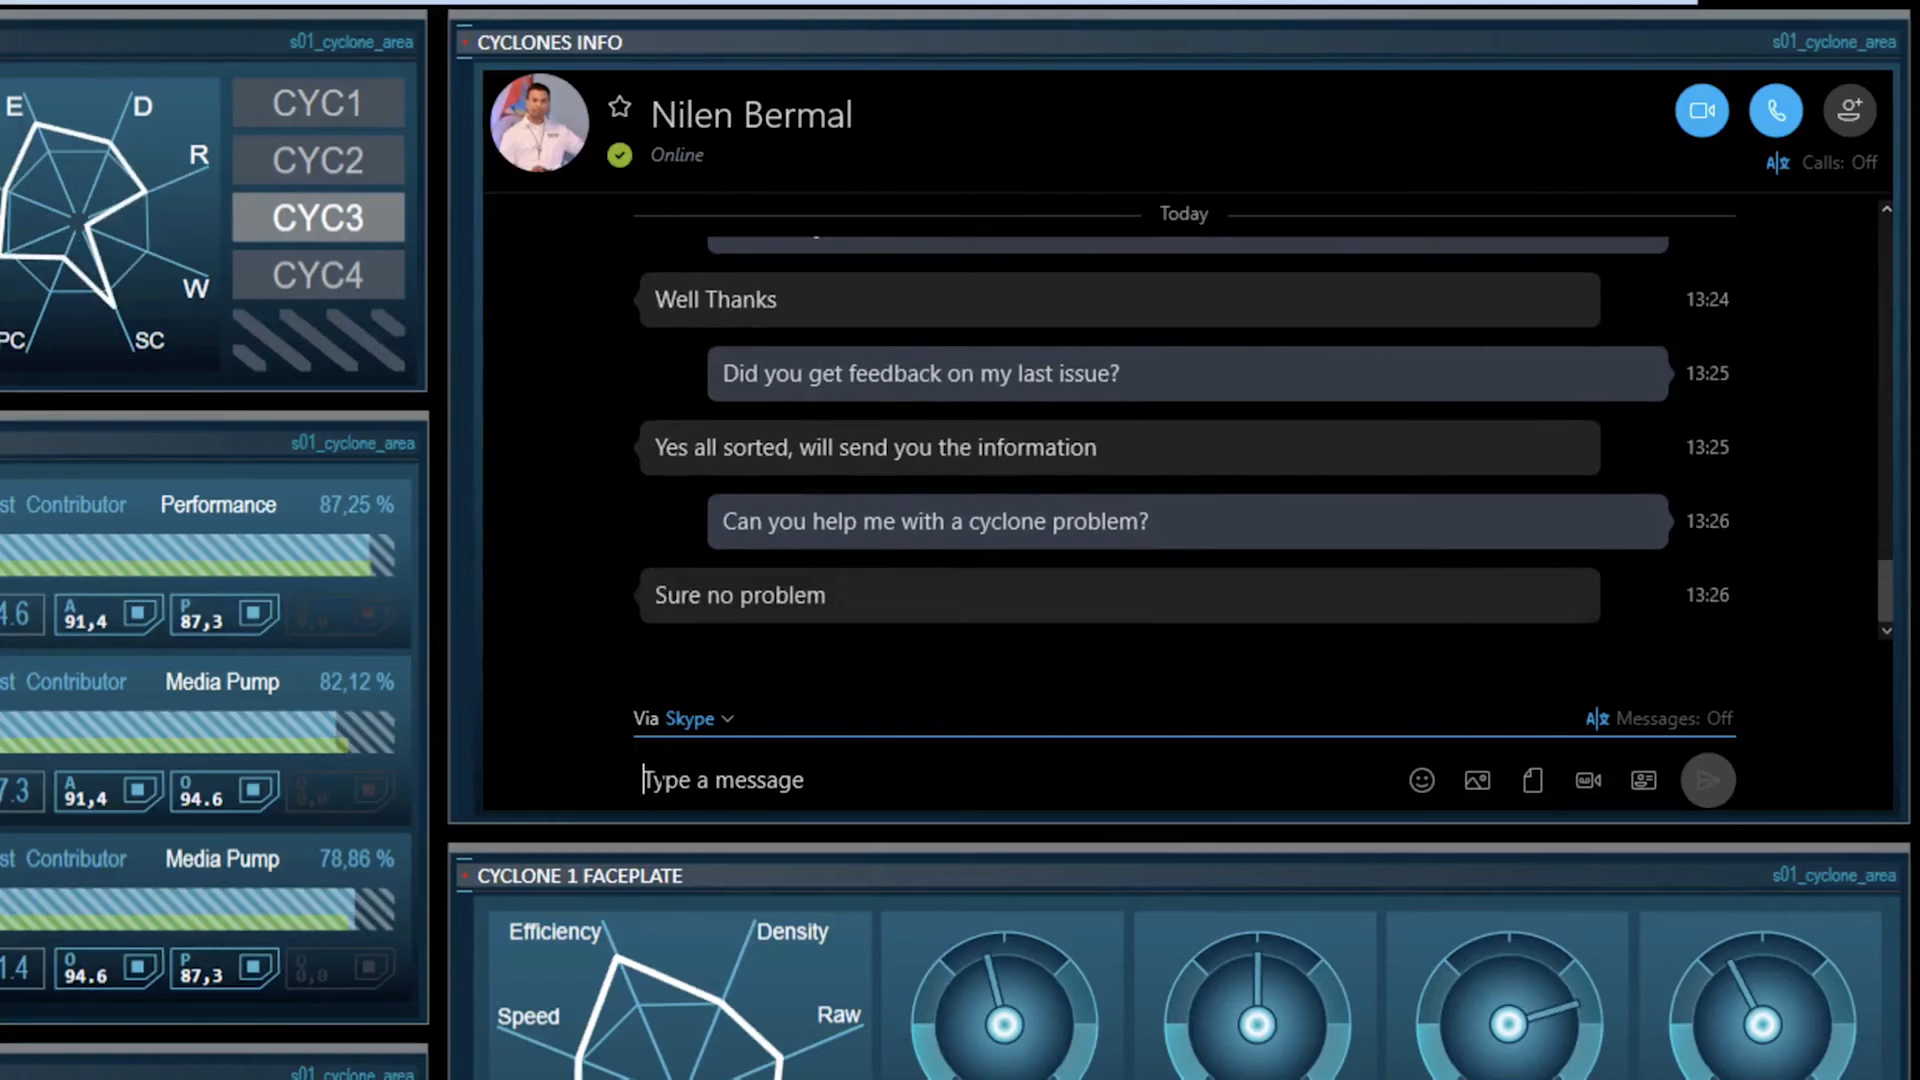 s01_cyclone_area
E
D
R
W
SC
PC
CYC1
CYC2
CYC3
CYC4
s01_cyclone_area
st Contributor Performance 87,25 %
4.6
A 91,4
P 87,3
st Contributor Media Pump 82,12 %
7.3
A 91,4
O 94.6
st Contributor Media Pump 78,86 %
1.4
O 94.6
P 87,3
s01_cyclone_area
CYCLONES INFO
s01_cyclone_area
Nilen Bermal
Online
Calls: Off
Today
Well Thanks
13:24
Did you get feedback on my last issue?
13:25
Yes all sorted, will send you the information
13:25
Can you help me with a cyclone problem?
13:26
Sure no problem
13:26
Via Skype
Messages: Off
Type a message
CYCLONE 1 FACEPLATE
s01_cyclone_area
Efficiency
Density
Speed
Raw